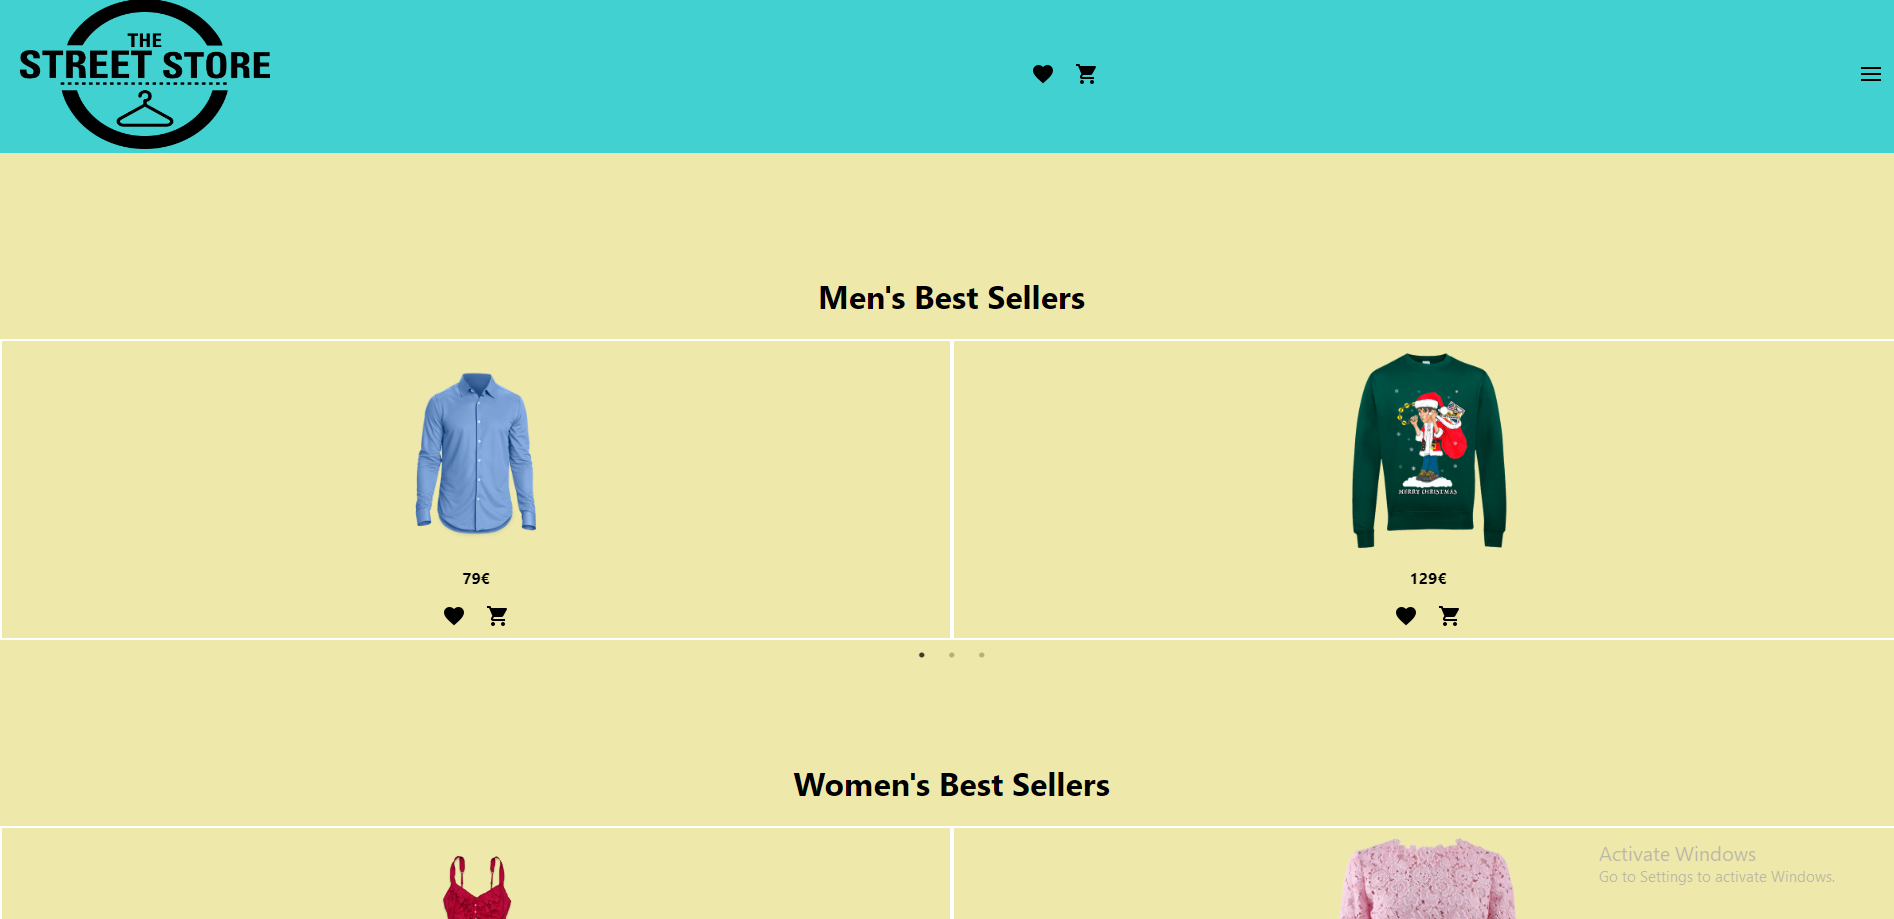 THE
STREET STORE
Men's Best Sellers
MERRY CHRISTMAS
79€
129€
Women's Best Sellers
Activate Windows
Go to Settings to activate Windows.